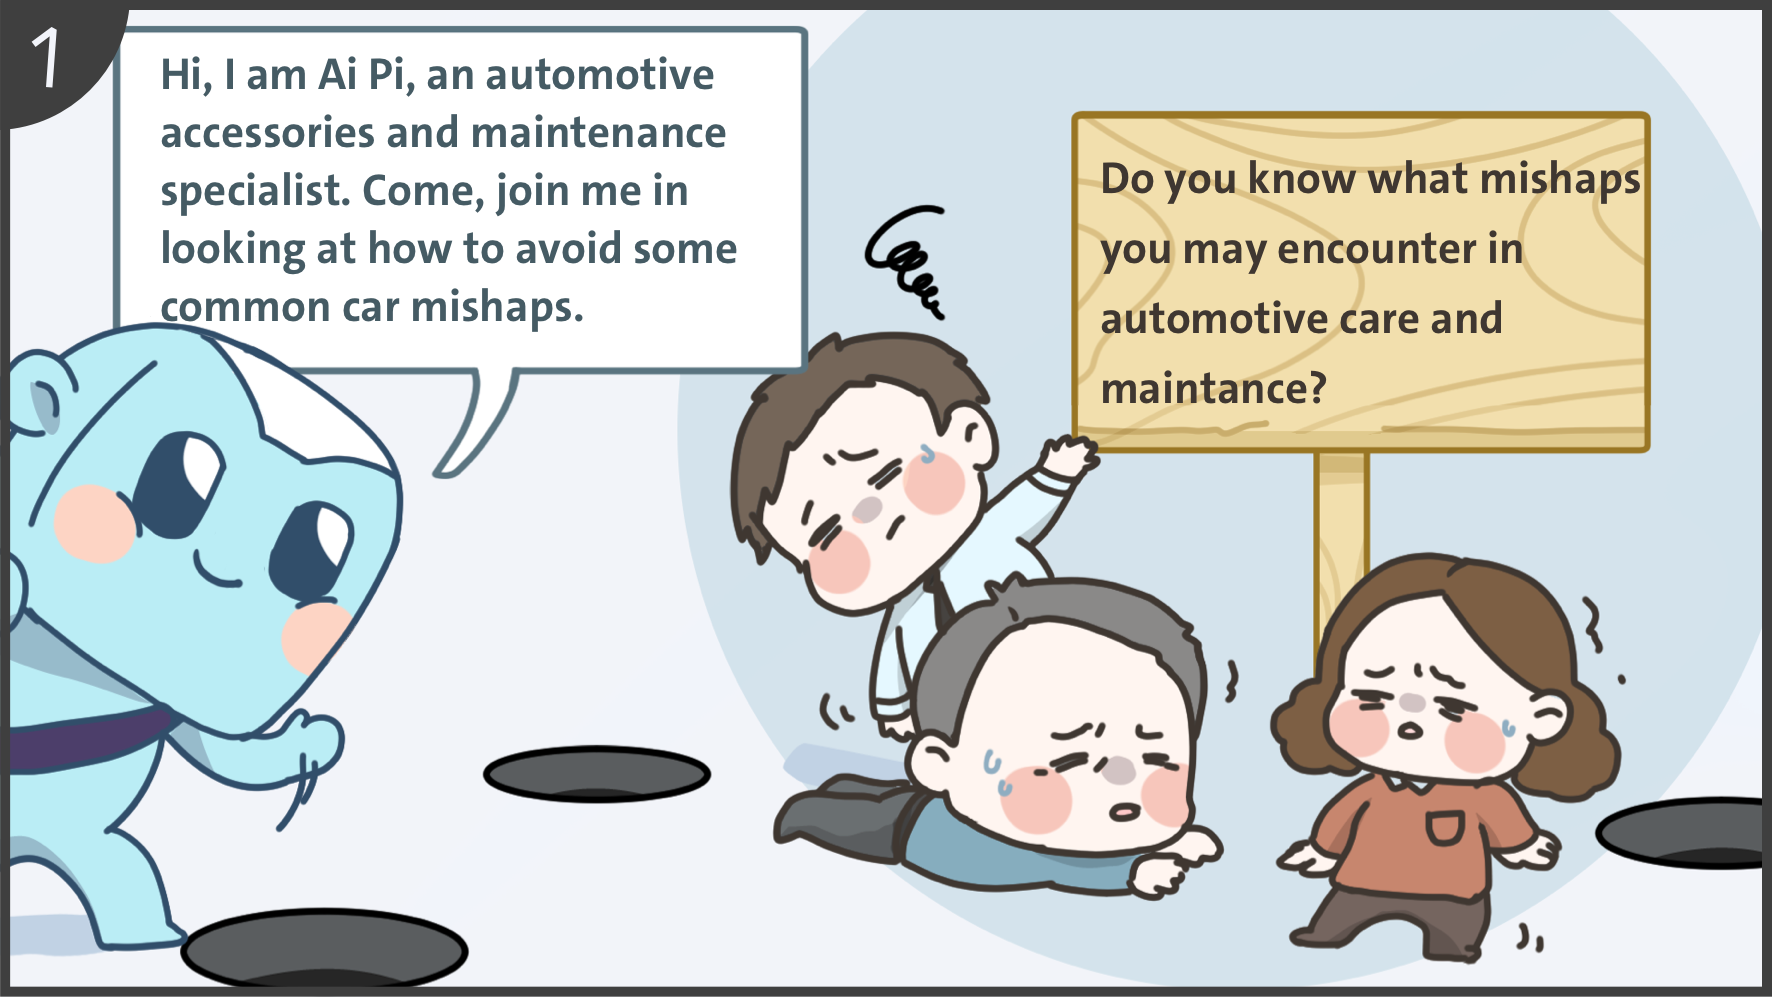 1
Hi, I am Ai Pi, an automotive
accessories and maintenance
specialist. Come, join me in
looking at how to avoid some
common car mishaps.
Do you know what mishaps
you may encounter in
automotive care and
maintance?